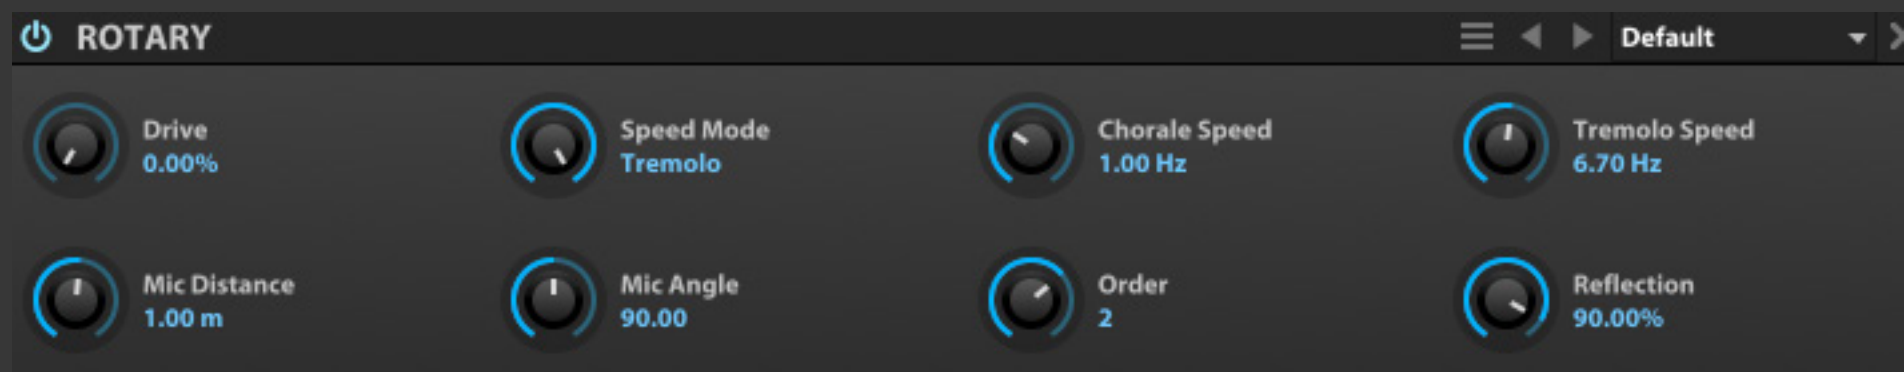 ROTARY
Default
Drive
0.00%
Speed Mode
Tremolo
Chorale Speed
1.00 Hz
Tremolo Speed
6.70 Hz
Mic Distance
1.00 m
Mic Angle
90.00
Order
2
Reflection
90.00%